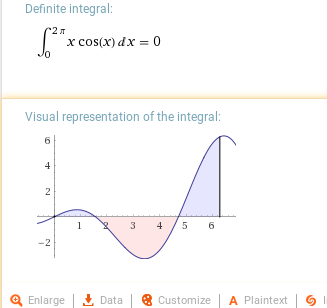 Definite integral:
∫₀^2π x cos(x) dx = 0
Visual representation of the integral:
6
4
2
1 2 3 4 5 6
−2
Enlarge Data Customize A Plaintext